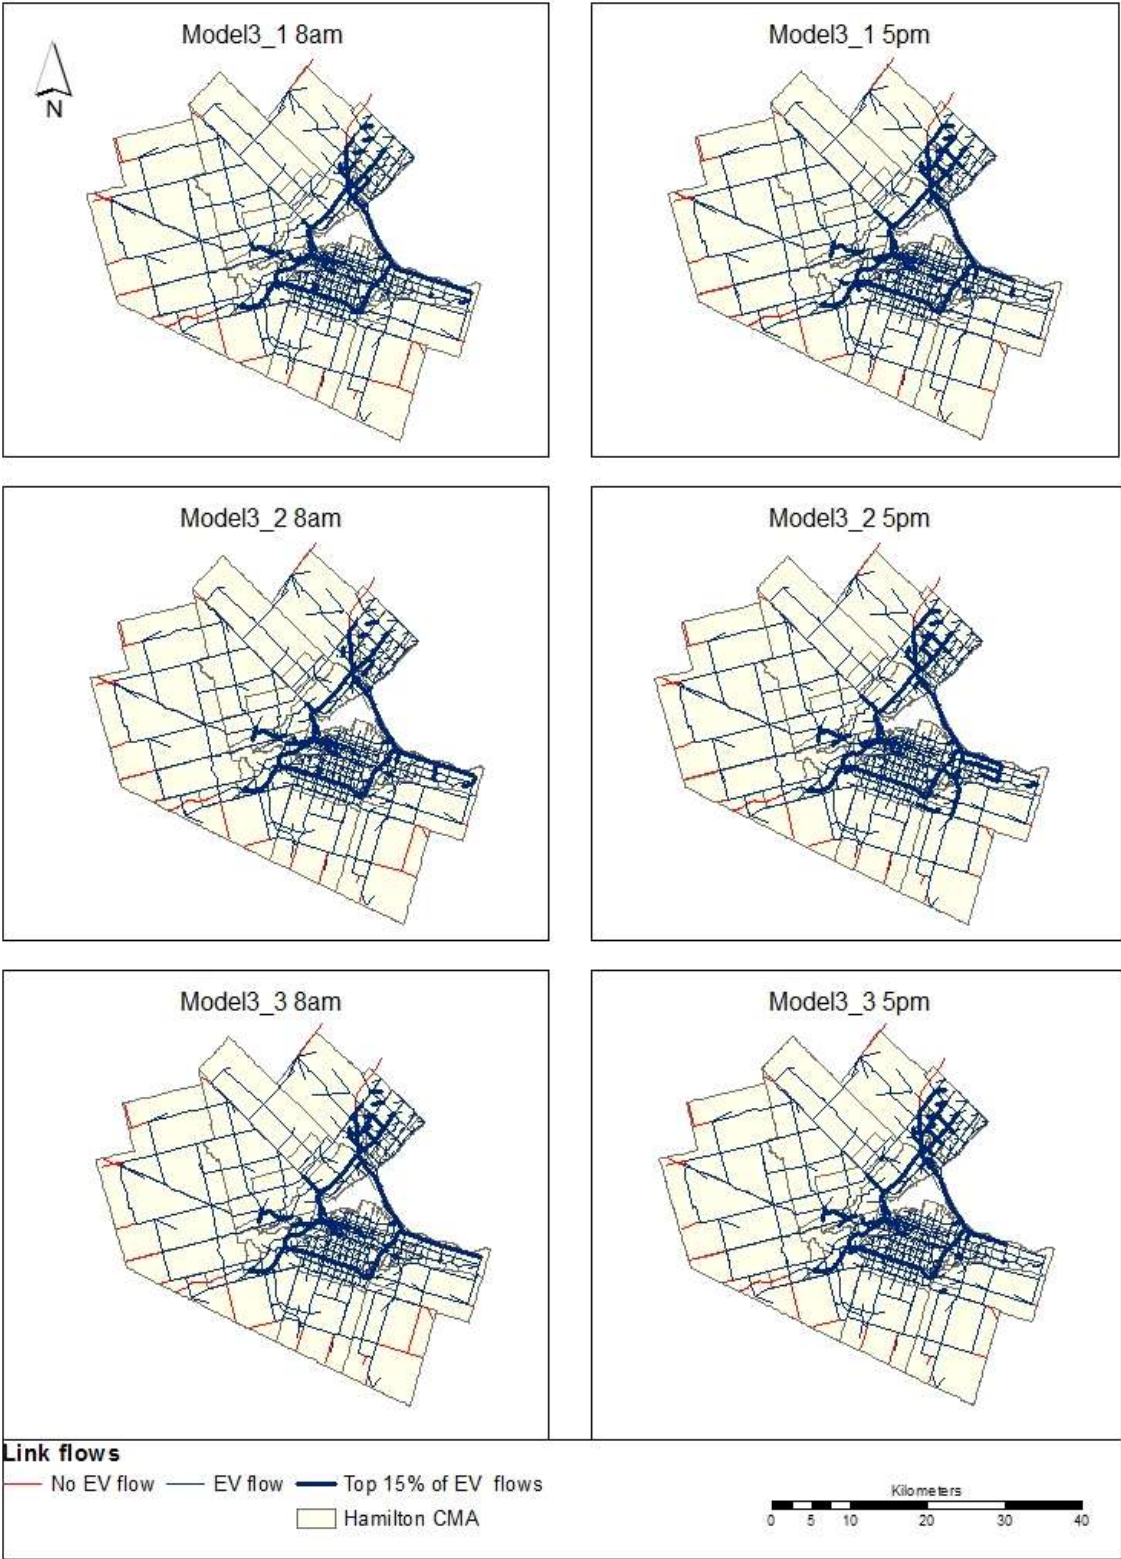 Model3_1 8am
Model3_1 5pm
N
Model3_2 8am
Model3_2 5pm
Model3_3 8am
Model3_3 5pm
Link flows
No EV flow
EV flow
Top 15% of EV flows
Hamilton CMA
Kilometers
0 5 10 20 30 40